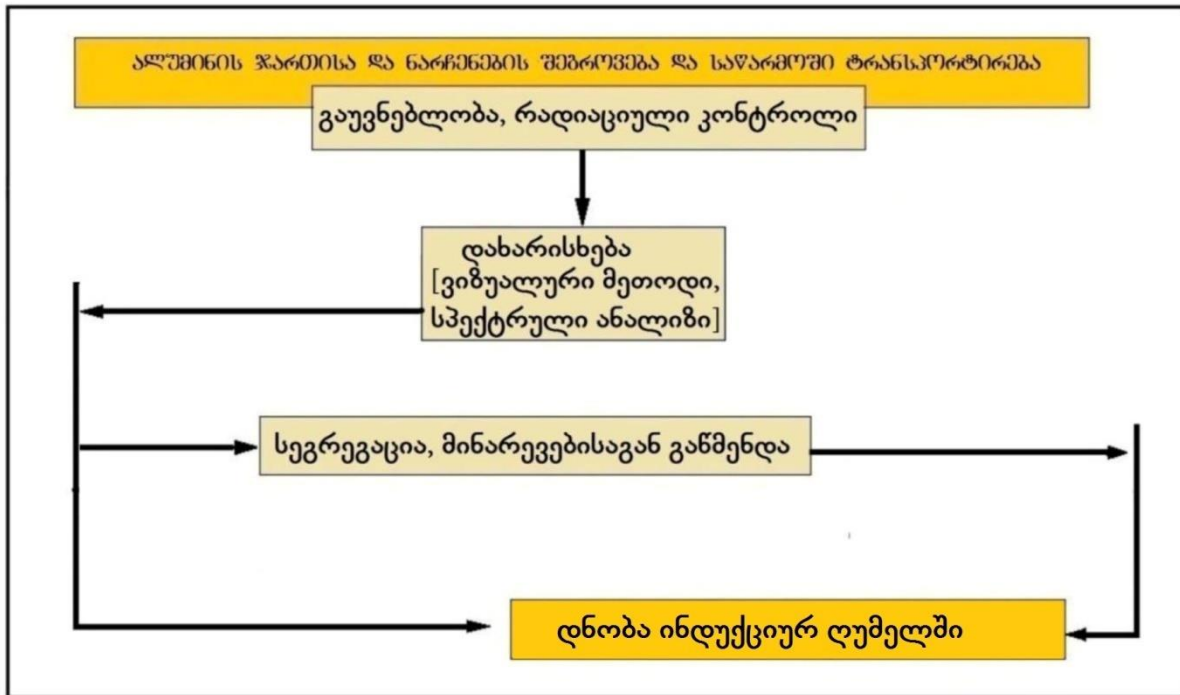 ალუმინის ჯართისა და ნარჩენების შეგროვება და საწარმოში ტრანსპორტირება
გაუვნებლობა, რადიაციული კონტროლი
დახარისხება
[ვიზუალური მეთოდი,
სპექტრული ანალიზი]
სეგრეგაცია, მინარევებისაგან გაწმენდა
დნობა ინდუქციურ ღუმელში